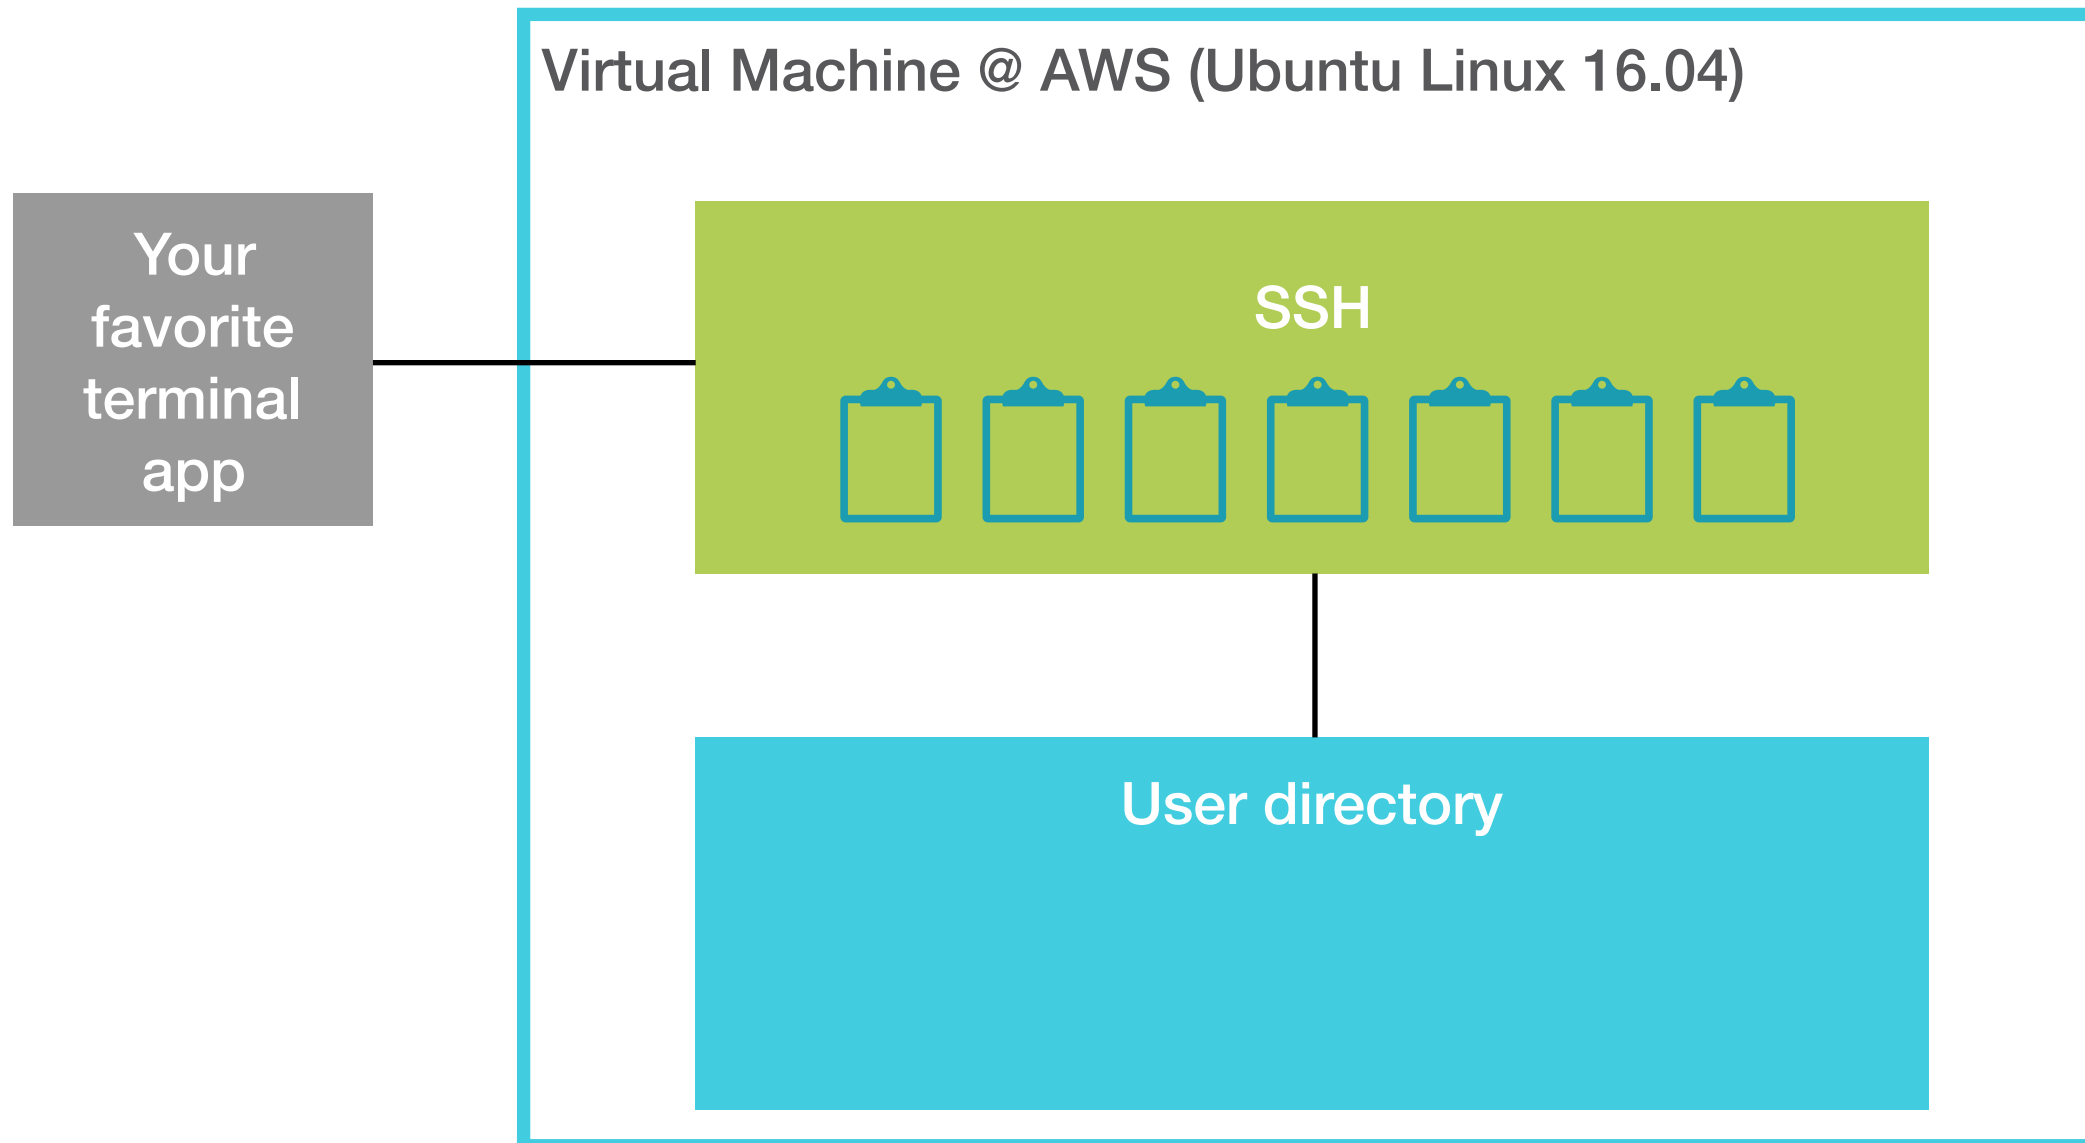 Virtual Machine @ AWS (Ubuntu Linux 16.04)
Your
favorite
terminal
app
SSH
User directory